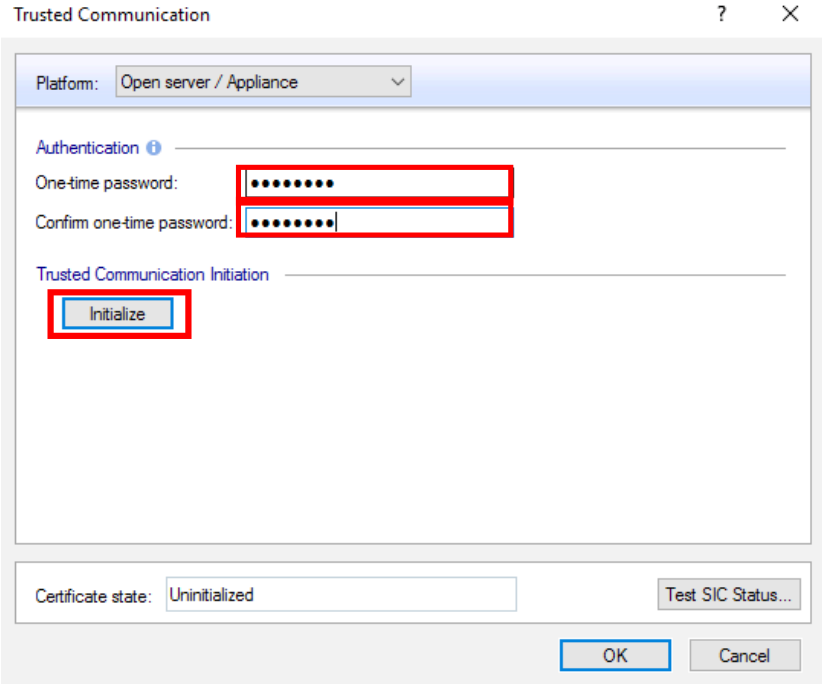 Trusted Communication ?
Platform: Open server / Appliance
Authentication
One-time password: ●●●●●●●●
Confirm one-time password: ●●●●●●●●
Trusted Communication Initiation
Initialize
Certificate state: Uninitialized Test SIC Status...
OK Cancel